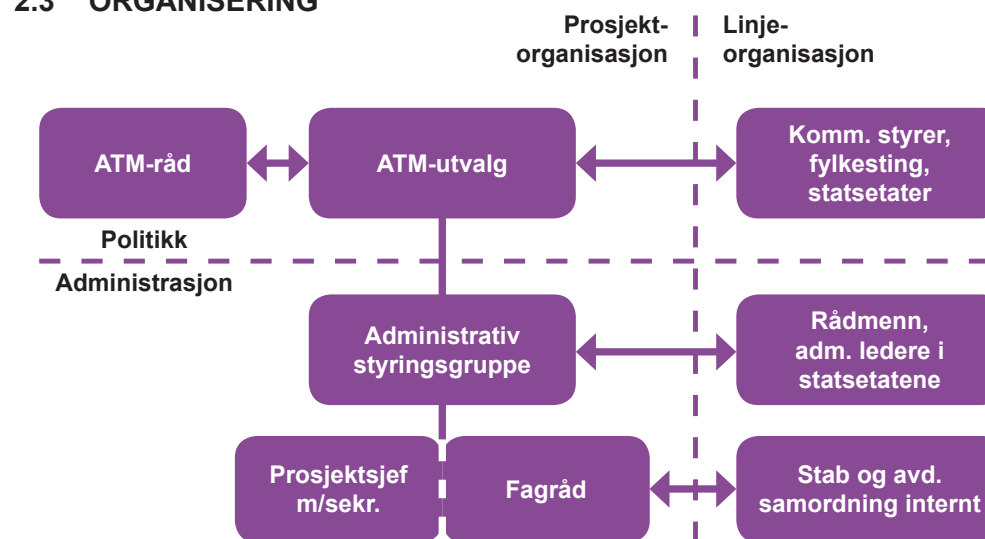 2.3 ORGANISERING
Prosjekt-
organisasjon
Linje-
organisasjon
ATM-råd
ATM-utvalg
Komm. styrer,
fylkesting,
statsetater
Politikk
Administrasjon
Administrativ
styringsgruppe
Rådmenn,
adm. ledere i
statsetatene
Prosjektsjef
m/sekr.
Fagråd
Stab og avd.
samordning internt